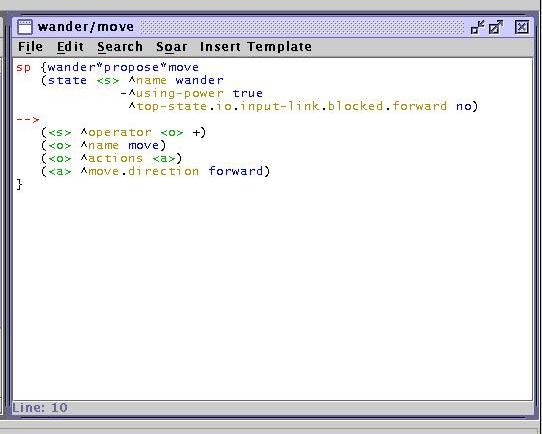 wander/move
File Edit Search Soar Insert Template
sp {wander*propose*move
(state <s> ^name wander
-^using-power true
^top-state.io.input-link.blocked.forward no)
-->
(<s> ^operator <o> +)
(<o> ^name move)
(<o> ^actions <a>)
(<a> ^move.direction forward)
}
Line: 10